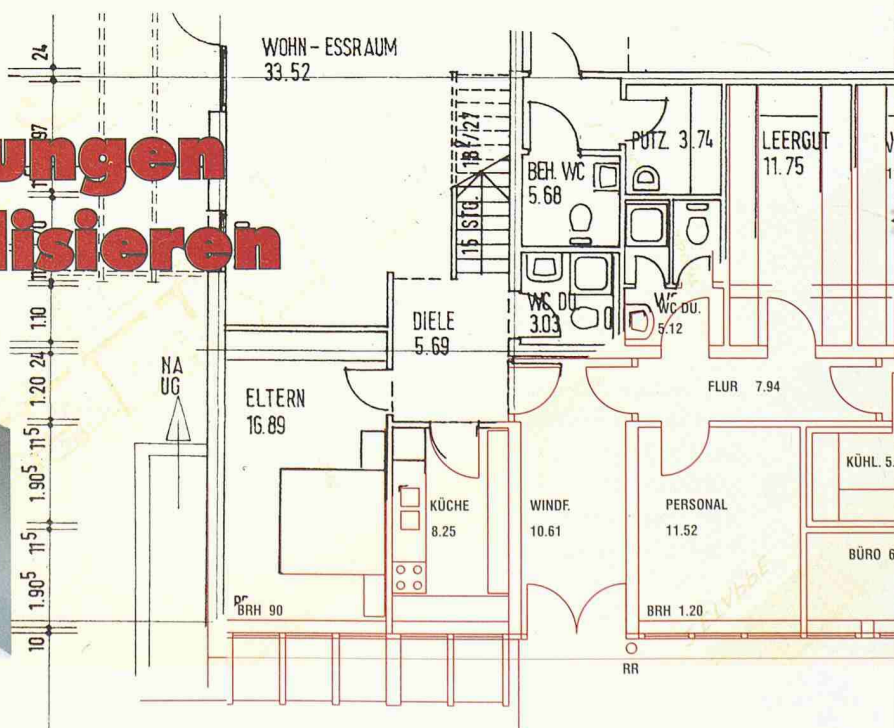 WOHN-ESSRAUM
33.52
24
ungen
lisieren
97
1.10
24
1.20
11⁵
1.90⁵
11⁵
1.90⁵
10
15 STG.
BEH. WC
5.68
PUTZ. 3.74
LEERGUT
11.75
WC DU.
3.03
WC DU.
5.12
DIELE
5.69
NA
UG
ELTERN
16.89
FLUR 7.94
KÜCHE
8.25
WINDF.
10.61
PERSONAL
11.52
KÜHL. 5.
BÜRO 6
BRH 90
BRH 1.20
RR